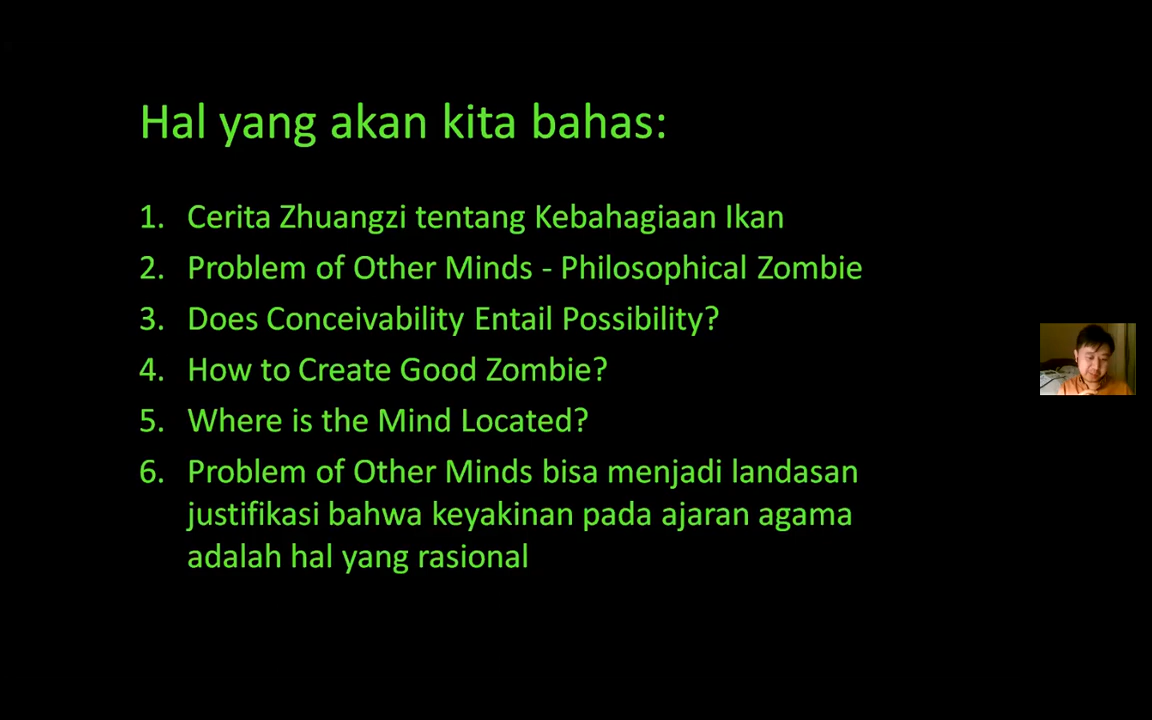 Hal yang akan kita bahas:
1. Cerita Zhuangzi tentang Kebahagiaan Ikan
2. Problem of Other Minds - Philosophical Zombie
3. Does Conceivability Entail Possibility?
4. How to Create Good Zombie?
5. Where is the Mind Located?
6. Problem of Other Minds bisa menjadi landasan
justifikasi bahwa keyakinan pada ajaran agama
adalah hal yang rasional